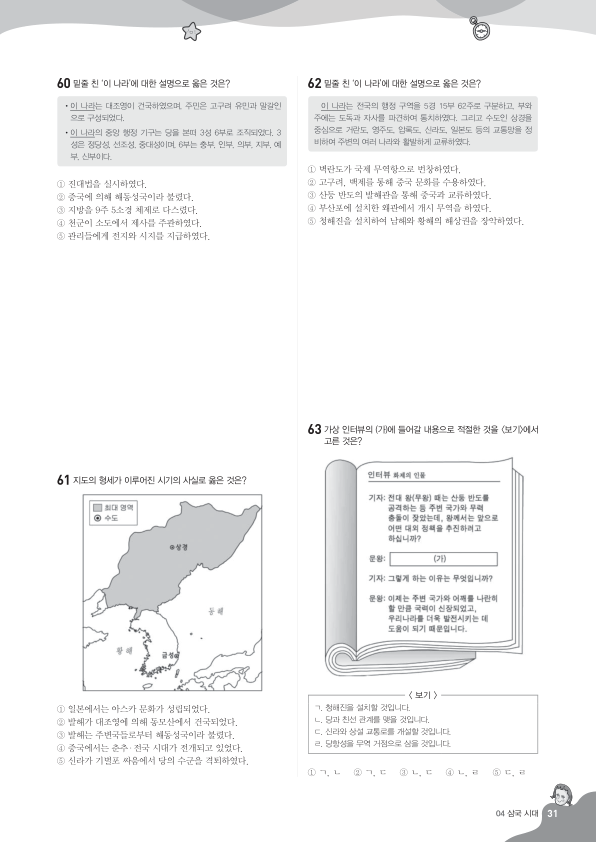 60 밑줄 친 '이 나라'에 대한 설명으로 옳은 것은?
• 이 나라는 대조영이 건국하였으며, 주민은 고구려 유민과 말갈인
으로 구성되었다.
• 이 나라의 중앙 행정 기구는 당을 본떠 3성 6부로 조직되었다. 3
성은 정당성, 선조성, 중대성이며, 6부는 충부, 인부, 의부, 지부, 예
부, 신부이다.
① 진대법을 실시하였다.
② 중국에 의해 해동성국이라 불렸다.
③ 지방을 9주 5소경 체제로 다스렸다.
④ 천군이 소도에서 제사를 주관하였다.
⑤ 관리들에게 전지와 시지를 지급하였다.
61 지도의 형세가 이루어진 시기의 사실로 옳은 것은?
최대 영역
수도
상경
동해
황해
금성
① 일본에서는 아스카 문화가 성립되었다.
② 발해가 대조영에 의해 동모산에서 건국되었다.
③ 발해는 주변국들로부터 해동성국이라 불렸다.
④ 중국에서는 춘추·전국 시대가 전개되고 있었다.
⑤ 신라가 기벌포 싸움에서 당의 수군을 격퇴하였다.
62 밑줄 친 '이 나라'에 대한 설명으로 옳은 것은?
이 나라는 전국의 행정 구역을 5경 15부 62주로 구분하고, 부와
주에는 도독과 자사를 파견하여 통치하였다. 그리고 수도인 상경을
중심으로 거란도, 영주도, 압록도, 신라도, 일본도 등의 교통망을 정
비하여 주변의 여러 나라와 활발하게 교류하였다.
① 벽란도가 국제 무역항으로 번창하였다.
② 고구려, 백제를 통해 중국 문화를 수용하였다.
③ 산둥 반도의 발해관을 통해 중국과 교류하였다.
④ 부산포에 설치한 왜관에서 개시 무역을 하였다.
⑤ 청해진을 설치하여 남해와 황해의 해상권을 장악하였다.
63 가상 인터뷰의 (가)에 들어갈 내용으로 적절한 것을 〈보기〉에서
고른 것은?
인터뷰 화제의 인물
기자: 전대 왕(무왕) 때는 산둥 반도를
공격하는 등 주변 국가와 무력
충돌이 잦았는데, 왕께서는 앞으로
어떤 대외 정책을 추진하려고
하십니까?
문왕: (가)
기자: 그렇게 하는 이유는 무엇입니까?
문왕: 이제는 주변 국가와 어깨를 나란히
할 만큼 국력이 신장되었고,
우리나라를 더욱 발전시키는 데
도움이 되기 때문입니다.
〈 보기 〉
ㄱ. 청해진을 설치할 것입니다.
ㄴ. 당과 친선 관계를 맺을 것입니다.
ㄷ. 신라와 상설 교통로를 개설할 것입니다.
ㄹ. 당항성을 무역 거점으로 삼을 것입니다.
① ㄱ, ㄴ ② ㄱ, ㄷ ③ ㄴ, ㄷ ④ ㄴ, ㄹ ⑤ ㄷ, ㄹ
04 삼국 시대 31